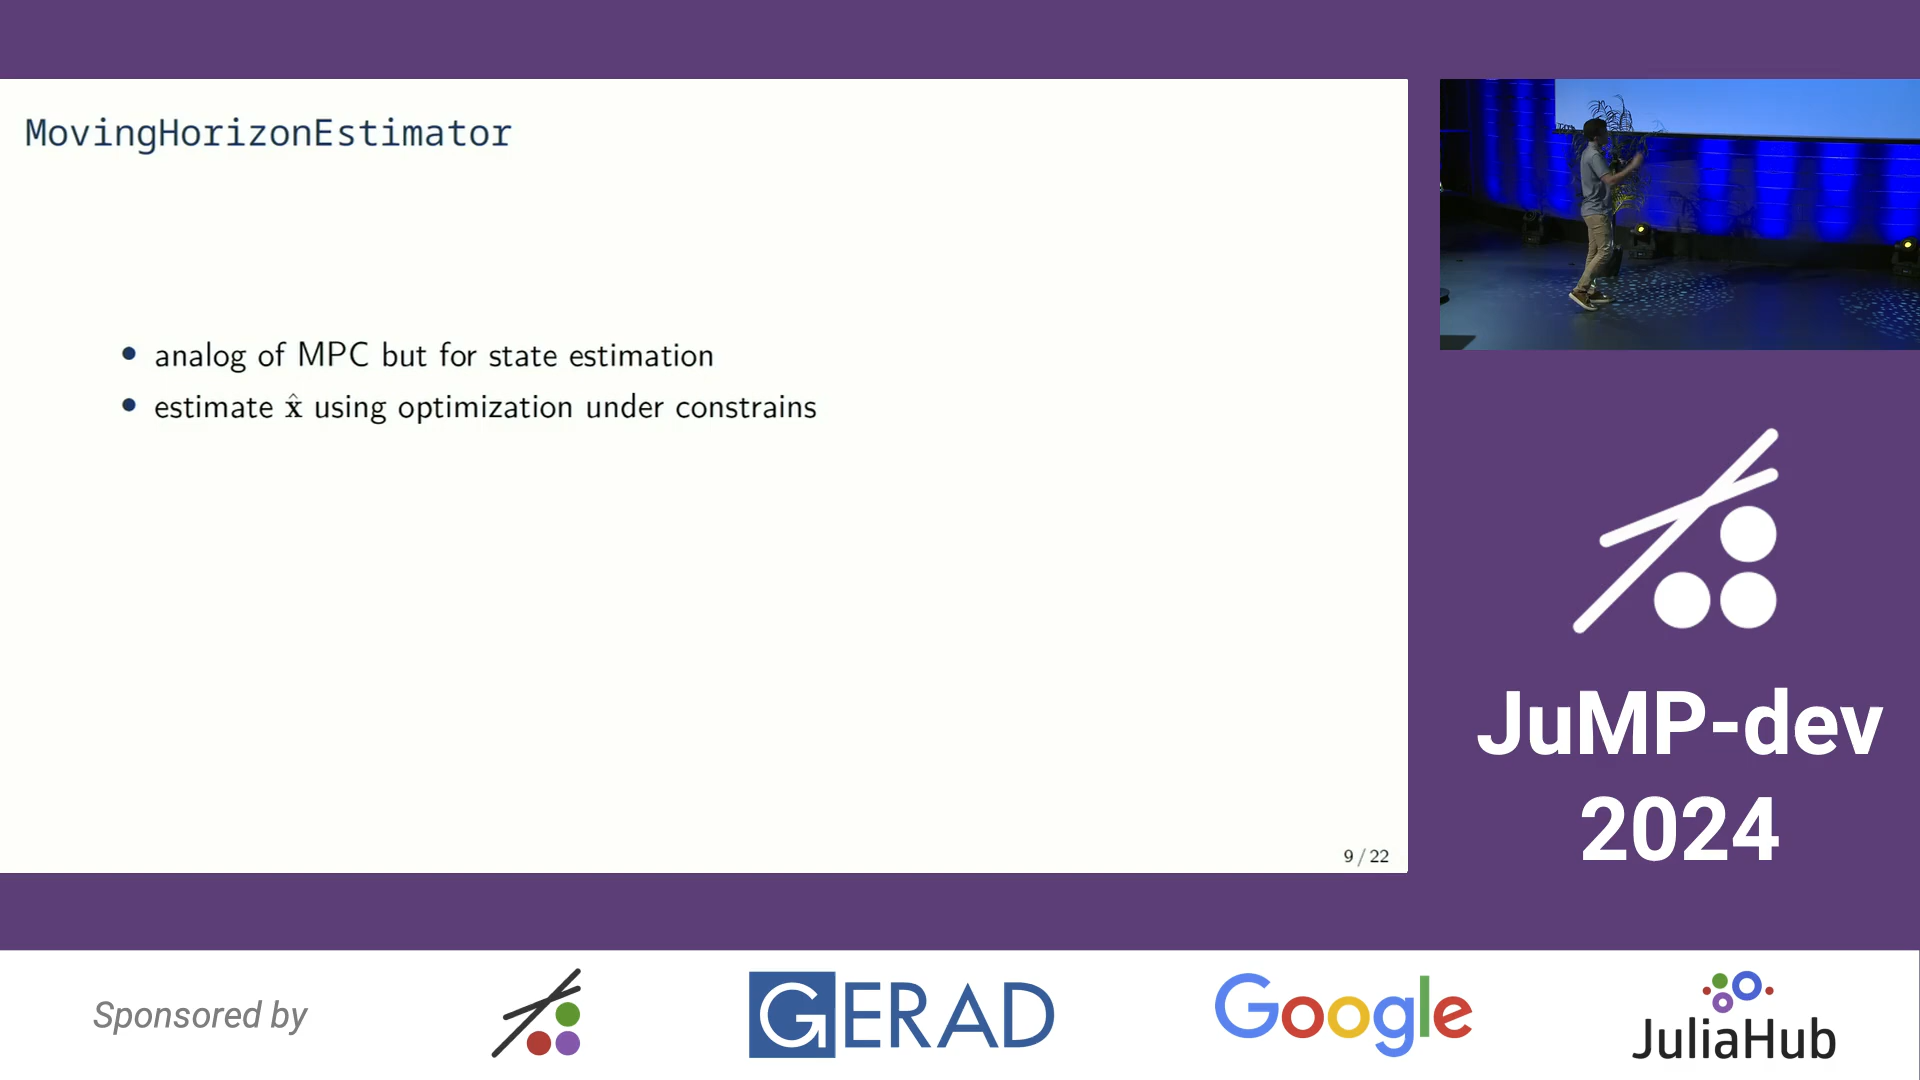 MovingHorizonEstimator
• analog of MPC but for state estimation
• estimate x̂ using optimization under constrains
9 / 22
JuMP-dev
2024
Sponsored by
GERAD
Google
JuliaHub